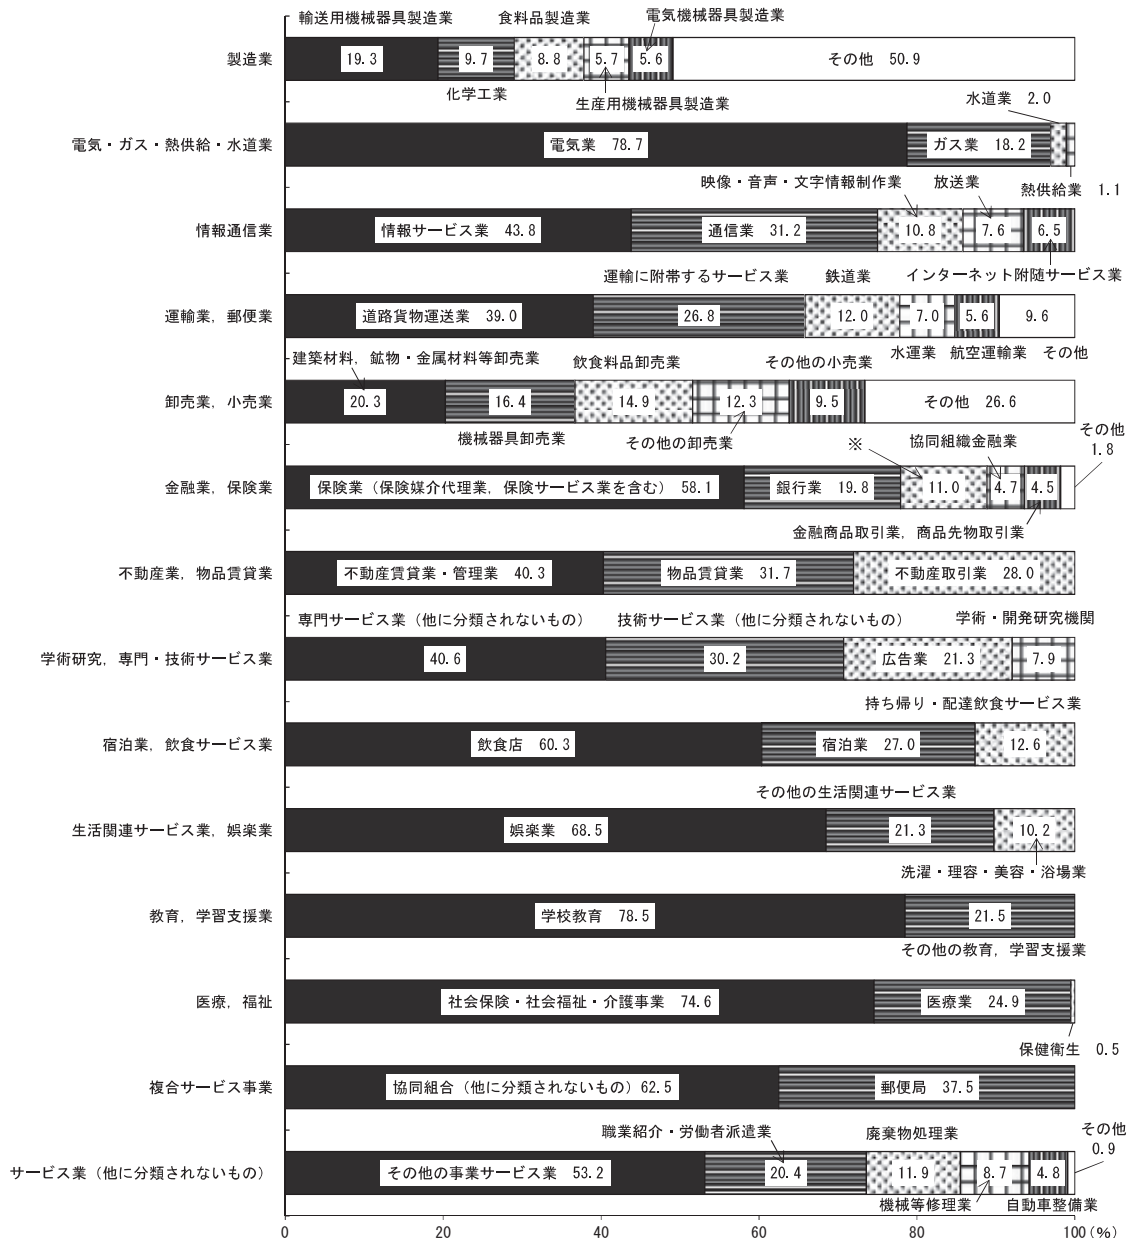 輸送用機械器具製造業 食料品製造業 電気機械器具製造業
製造業 19.3 9.7 8.8 5.7 5.6 その他 50.9
化学工業 生産用機械器具製造業
水道業 2.0
電気・ガス・熱供給・水道業 電気業 78.7 ガス業 18.2
熱供給業 1.1
映像・音声・文字情報制作業 放送業
情報通信業 情報サービス業 43.8 通信業 31.2 10.8 7.6 6.5
インターネット附随サービス業
運輸に附帯するサービス業 鉄道業
運輸業，郵便業 道路貨物運送業 39.0 26.8 12.0 7.0 5.6 9.6
水運業 航空運輸業 その他
建築材料，鉱物・金属材料等卸売業 飲食料品卸売業 その他の小売業
卸売業，小売業 20.3 16.4 14.9 12.3 9.5 その他 26.6
機械器具卸売業 その他の卸売業
※ 協同組織金融業 その他 1.8
金融業，保険業 保険業（保険媒介代理業，保険サービス業を含む）58.1 銀行業 19.8 11.0 4.7 4.5
金融商品取引業，商品先物取引業
不動産業，物品賃貸業 不動産賃貸業・管理業 40.3 物品賃貸業 31.7 不動産取引業 28.0
専門サービス業（他に分類されないもの） 技術サービス業（他に分類されないもの） 学術・開発研究機関
学術研究，専門・技術サービス業 40.6 30.2 広告業 21.3 7.9
持ち帰り・配達飲食サービス業
宿泊業，飲食サービス業 飲食店 60.3 宿泊業 27.0 12.6
その他の生活関連サービス業
生活関連サービス業，娯楽業 娯楽業 68.5 21.3 10.2
洗濯・理容・美容・浴場業
教育，学習支援業 学校教育 78.5 21.5
その他の教育，学習支援業
医療，福祉 社会保険・社会福祉・介護事業 74.6 医療業 24.9
保健衛生 0.5
複合サービス事業 協同組合（他に分類されないもの）62.5 郵便局 37.5
職業紹介・労働者派遣業 廃棄物処理業 その他 0.9
サービス業（他に分類されないもの） その他の事業サービス業 53.2 20.4 11.9 8.7 4.8
機械等修理業 自動車整備業
0 20 40 60 80 100（%）